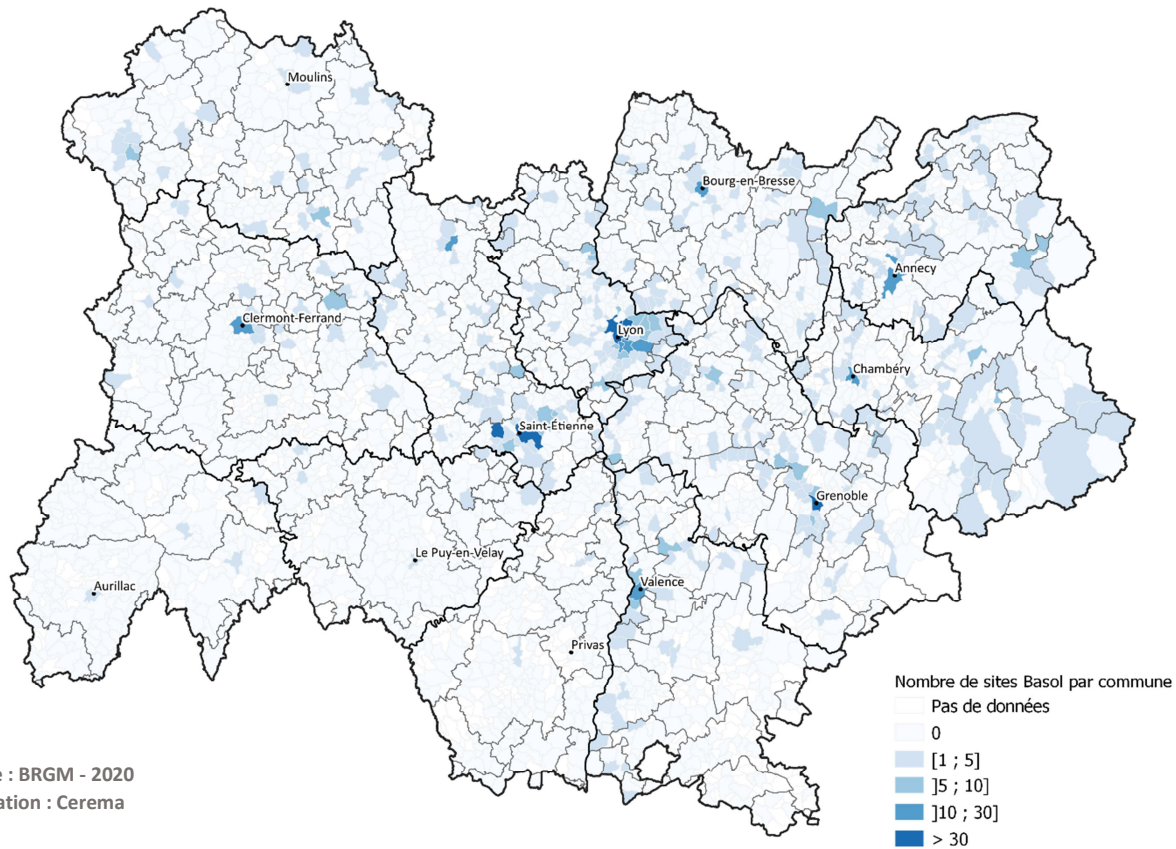 Moulins
Bourg-en-Bresse
Annecy
Clermont-Ferrand
Lyon
Chambéry
Saint-Étienne
Grenoble
Le Puy-en-Velay
Valence
Aurillac
Privas
Nombre de sites Basol par commune
Pas de données
0
[1 ; 5]
]5 ; 10]
]10 ; 30]
> 30
e : BRGM - 2020
ation : Cerema